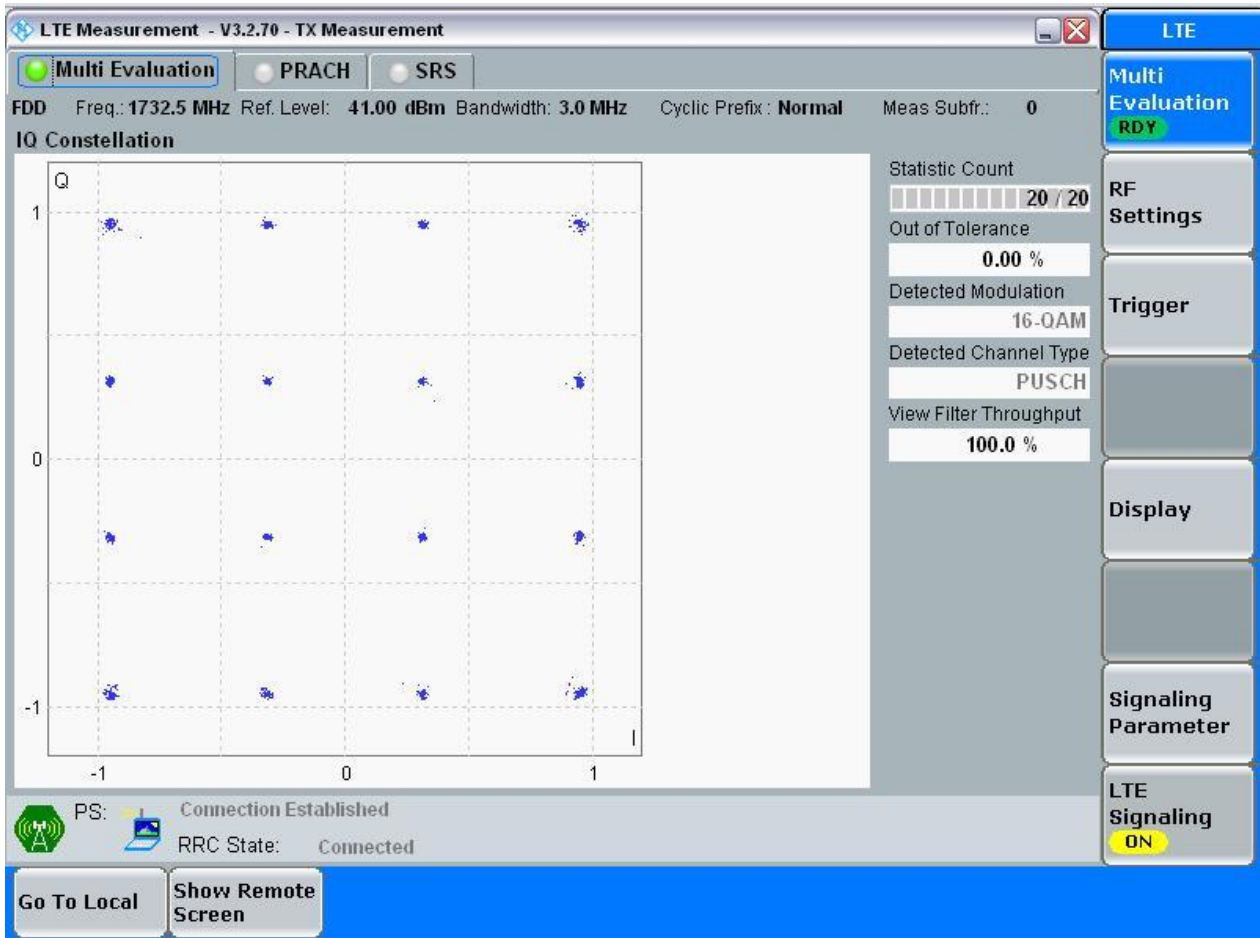 LTE Measurement - V3.2.70 - TX Measurement
LTE
Multi Evaluation
PRACH
SRS
Multi
Evaluation
RDY
FDD Freq.: 1732.5 MHz Ref. Level: 41.00 dBm Bandwidth: 3.0 MHz Cyclic Prefix : Normal Meas Subfr.: 0
IQ Constellation
Q
1
0
-1
I
-1 0 1
Statistic Count
20 / 20
Out of Tolerance
0.00 %
Detected Modulation
16-QAM
Detected Channel Type
PUSCH
View Filter Throughput
100.0 %
RF
Settings
Trigger
Display
Signaling
Parameter
LTE
Signaling
ON
PS: Connection Established
RRC State: Connected
Go To Local
Show Remote
Screen